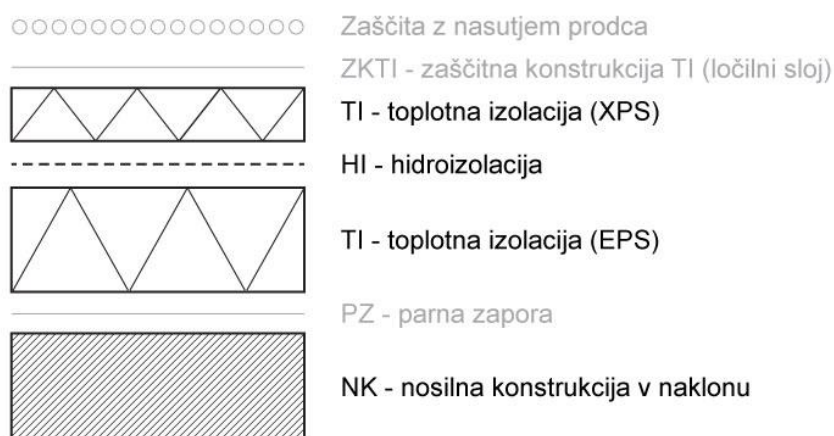 Zaščita z nasutjem prodca
ZKTI - zaščitna konstrukcija TI (ločilni sloj)
TI - toplotna izolacija (XPS)
HI - hidroizolacija
TI - toplotna izolacija (EPS)
PZ - parna zapora
NK - nosilna konstrukcija v naklonu